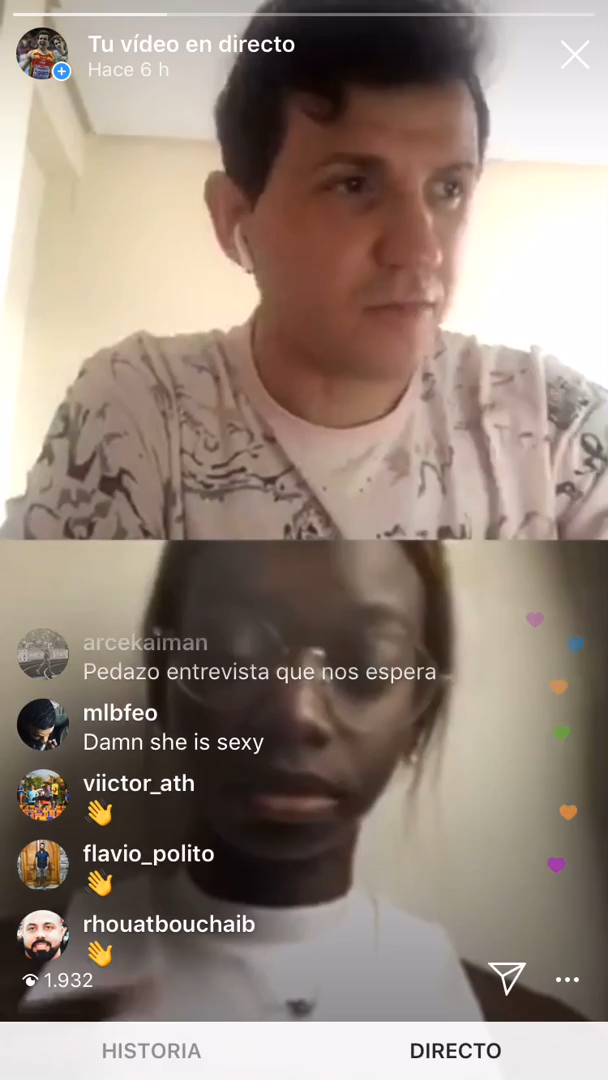 Tu vídeo en directo
Hace 6 h
arcekaiman
Pedazo entrevista que nos espera
mlbfeo
Damn she is sexy
viictor_ath
👋
flavio_polito
👋
rhouatbouchaib
👋
1.932
HISTORIA
DIRECTO